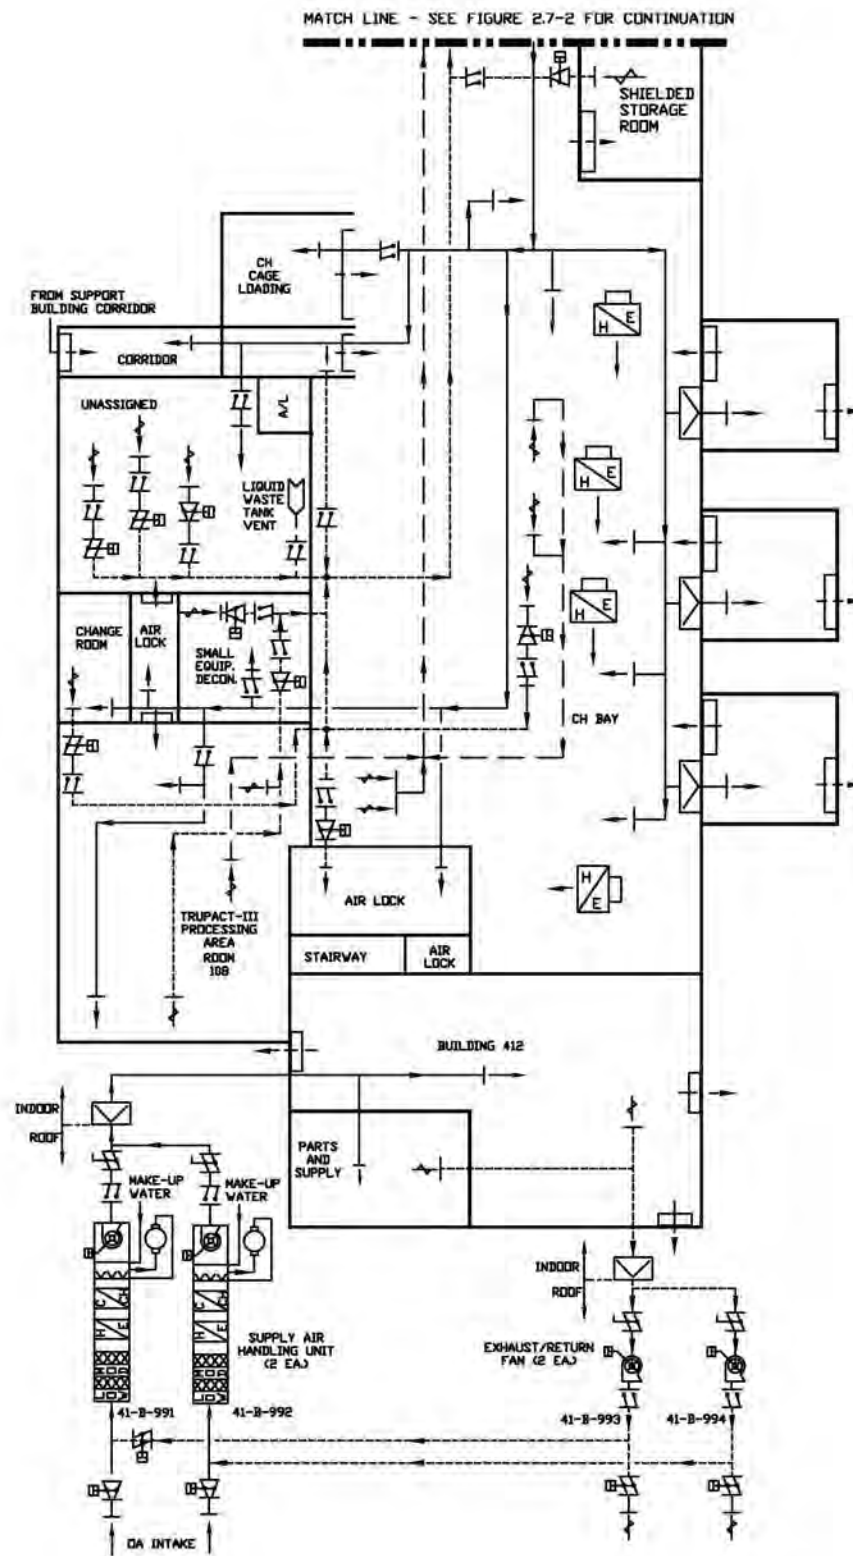 MATCH LINE - SEE FIGURE 2.7-2 FOR CONTINUATION
SHIELDED
STORAGE
ROOM
CH
CAGE
LOADING
FROM SUPPORT
BUILDING CORRIDOR
CORRIDOR
H
E
UNASSIGNED
A/L
LIQUID
WASTE
TANK
VENT
H
E
H
E
CHANGE
ROOM
AIR
LOCK
SMALL
EQUIP.
DECON.
CH BAY
H
E
AIR LOCK
TRUPACT-III
PROCESSING
AREA
ROOM
108
STAIRWAY
AIR
LOCK
BUILDING 412
INDOOR
ROOF
PARTS
AND
SUPPLY
MAKE-UP
WATER
MAKE-UP
WATER
INDOOR
ROOF
C
CH
C
CH
H
E
H
E
SUPPLY AIR
HANDLING UNIT
(2 EA.)
EXHAUST/RETURN
FAN (2 EA.)
41-B-991
41-B-992
41-B-993
41-B-994
OA INTAKE